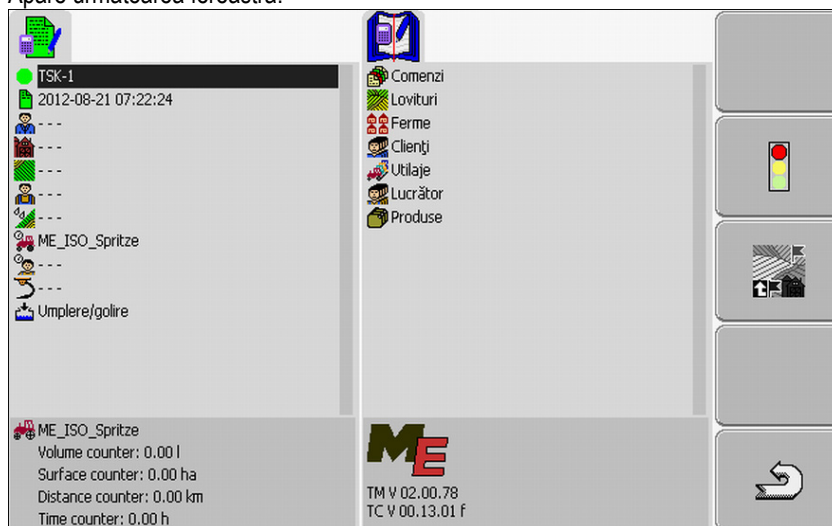 Apare următoarea fereastră:
TSK-1
2012-08-21 07:22:24
---
---
---
---
---
ME_ISO_Spritze
---
---
Umplere/golire
ME_ISO_Spritze
Volume counter: 0.00 l
Surface counter: 0.00 ha
Distance counter: 0.00 km
Time counter: 0.00 h
Comenzi
Lovituri
Ferme
Clienţi
Utilaje
Lucrător
Produse
ME
TM V 02.00.78
TC V 00.13.01 f